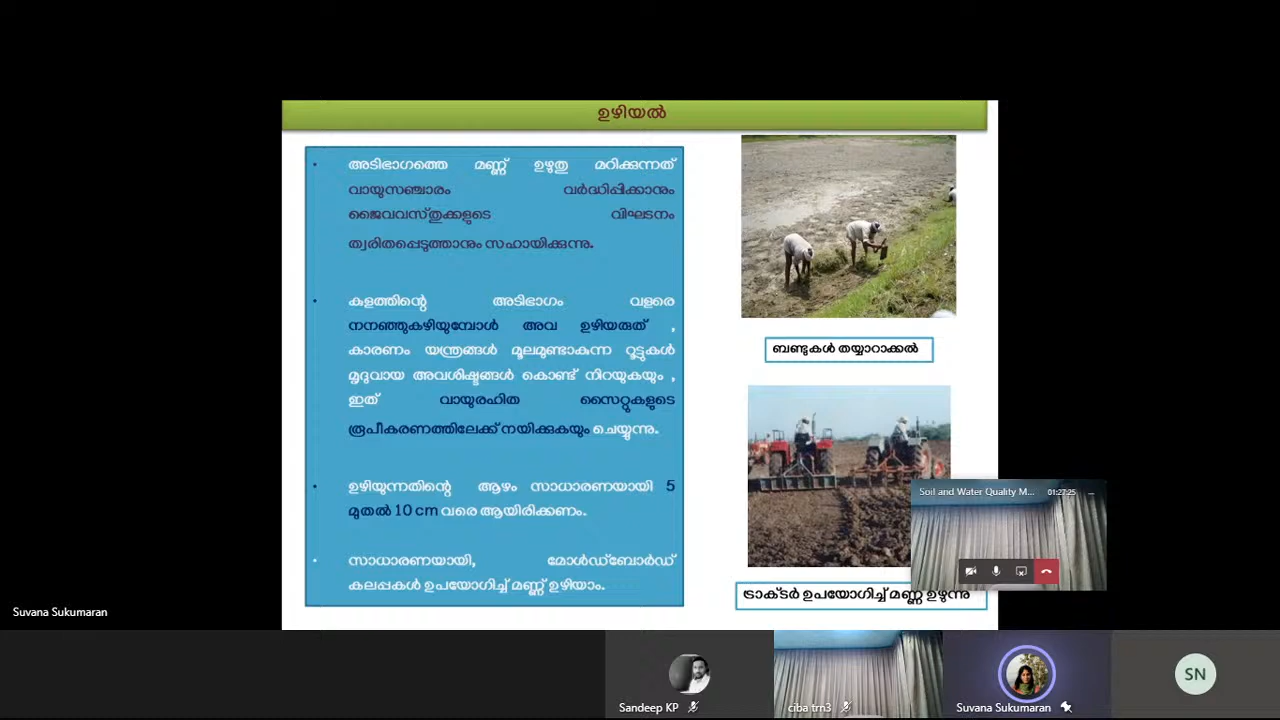 ഉഴിയൽ
അടിഭാഗത്തെ മണ്ണ് ഉഴുതു മറിക്കുന്നത്
വായുസഞ്ചാരം വർദ്ധിപ്പിക്കാനും
ജൈവവസ്തുക്കളുടെ വിഘടനം
ത്വരിതപ്പെടുത്താനും സഹായിക്കുന്നു.
കുളത്തിന്റെ അടിഭാഗം വളരെ
നനഞ്ഞുകഴിയുമ്പോൾ അവ ഉഴിയരുത് ,
കാരണം യന്ത്രങ്ങൾ മൂലമുണ്ടാകുന്ന റൂട്ടുകൾ
മൃദുവായ അവശിഷ്ടങ്ങൾ കൊണ്ട് നിറയുകയും ,
ഇത് വായുരഹിത സൈറ്റുകളുടെ
രൂപീകരണത്തിലേക്ക് നയിക്കുകയും ചെയ്യുന്നു.
ഉഴിയുന്നതിന്റെ ആഴം സാധാരണയായി 5
മുതൽ 10 cm വരെ ആയിരിക്കണം.
സാധാരണയായി, മോൾഡ്ബോർഡ്
കലപ്പകൾ ഉപയോഗിച്ച് മണ്ണ് ഉഴിയാം.
ബണ്ടുകൾ തയ്യാറാക്കൽ
ട്രാക്ടർ ഉപയോഗിച്ച് മണ്ണ് ഉഴുന്നു
Soil and Water Quality M... 01:27:25
Suvana Sukumaran
Sandeep KP
ciba trn3
Suvana Sukumaran
SN